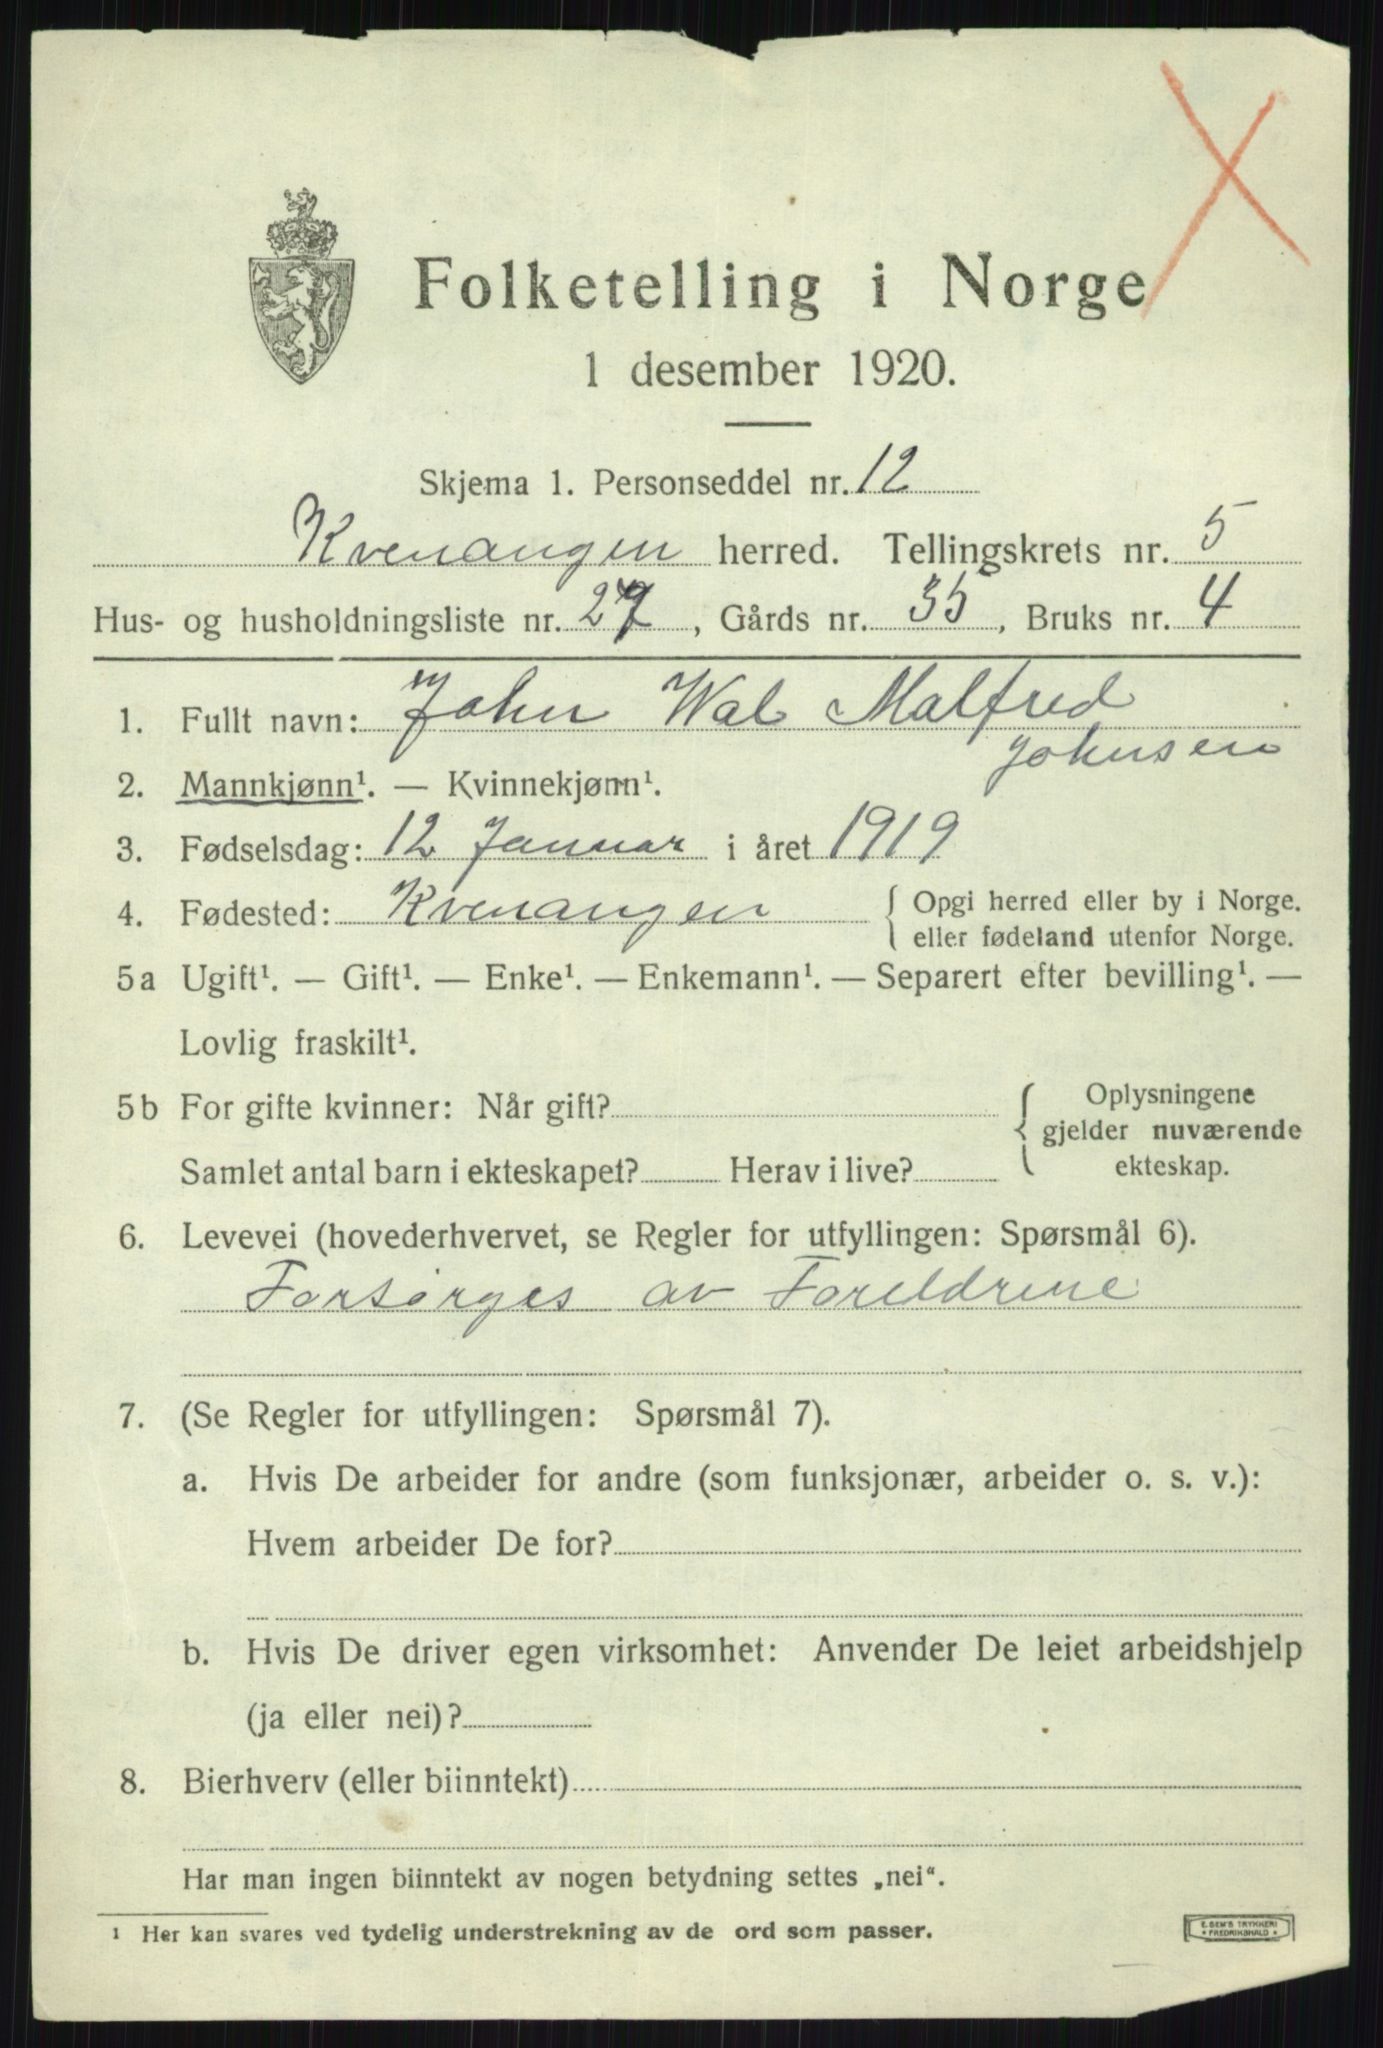 Folketelling i Norge
1 desember 1920.
Skjema 1. Personseddel nr. 12
Kvenangen herred. Tellingskrets nr. 5
Hus- og husholdningsliste nr. 27, Gårds nr. 35, Bruks nr. 4
1. Fullt navn: John Wal Malfred
Johnsen
2. Mannkjønn¹. — Kvinnekjønn¹.
3. Fødselsdag: 12 Januar i året 1919
4. Fødested: Kvenangen { Opgi herred eller by i Norge.
eller fødeland utenfor Norge.
5a Ugift¹. — Gift¹. — Enke¹. — Enkemann¹. — Separert efter bevilling¹. —
Lovlig fraskilt¹.
5b For gifte kvinner: Når gift? { Oplysningene
gjelder nuværende
Samlet antal barn i ekteskapet? Herav i live? ekteskap.
6. Levevei (hovederhvervet, se Regler for utfyllingen: Spørsmål 6).
Forsørges av Foreldrene
7. (Se Regler for utfyllingen: Spørsmål 7).
a. Hvis De arbeider for andre (som funksjonær, arbeider o. s. v.):
Hvem arbeider De for?
b. Hvis De driver egen virksomhet: Anvender De leiet arbeidshjelp
(ja eller nei)?
8. Bierhverv (eller biinntekt)
Har man ingen biinntekt av nogen betydning settes „nei“.
¹ Her kan svares ved tydelig understrekning av de ord som passer.
E. SEM'S TRYKKERI
* FREDRIKSHALD *